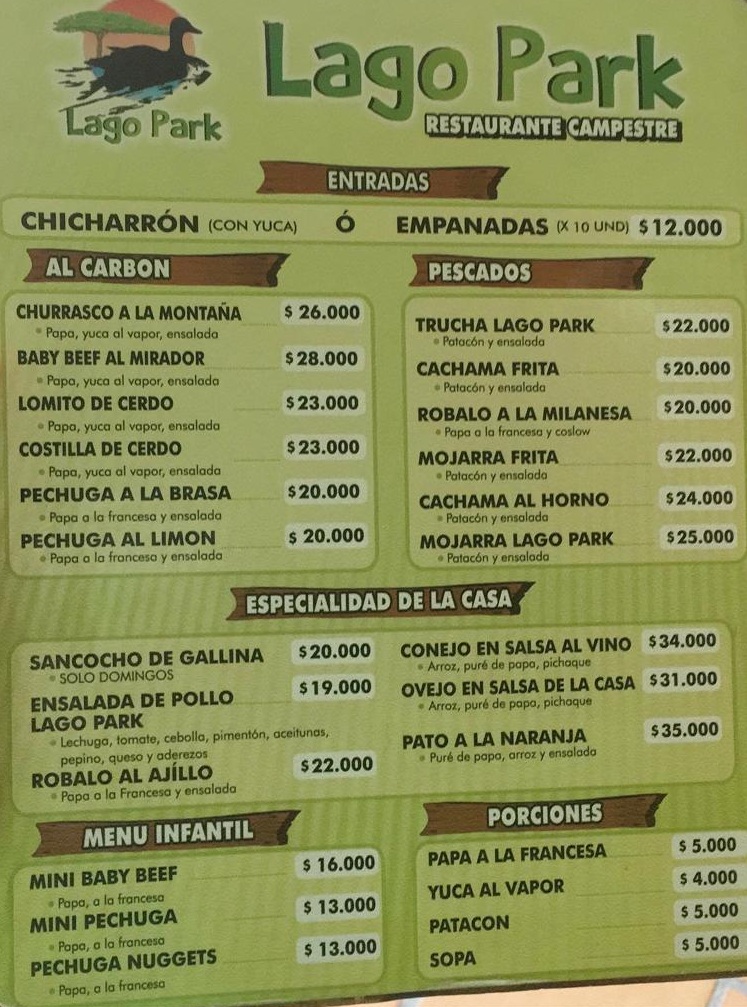 Lago Park
Lago Park
RESTAURANTE CAMPESTRE
ENTRADAS
CHICHARRÓN (CON YUCA) Ó EMPANADAS (X 10 UND) $ 12.000
AL CARBON
CHURRASCO A LA MONTAÑA $ 26.000
• Papa, yuca al vapor, ensalada
BABY BEEF AL MIRADOR $ 28.000
• Papa, yuca al vapor, ensalada
LOMITO DE CERDO $ 23.000
• Papa, yuca al vapor, ensalada
COSTILLA DE CERDO $ 23.000
• Papa, yuca al vapor, ensalada
PECHUGA A LA BRASA $ 20.000
• Papa a la francesa y ensalada
PECHUGA AL LIMON $ 20.000
• Papa a la francesa y ensalada
PESCADOS
TRUCHA LAGO PARK $ 22.000
• Patacón y ensalada
CACHAMA FRITA $ 20.000
• Patacón y ensalada
ROBALO A LA MILANESA $ 20.000
• Papa a la francesa y coslow
MOJARRA FRITA $ 22.000
• Patacón y ensalada
CACHAMA AL HORNO $ 24.000
• Patacón y ensalada
MOJARRA LAGO PARK $ 25.000
• Patacón y ensalada
ESPECIALIDAD DE LA CASA
SANCOCHO DE GALLINA $ 20.000
• SOLO DOMINGOS
ENSALADA DE POLLO $ 19.000
LAGO PARK
• Lechuga, tomate, cebolla, pimentón, aceitunas,
pepino, queso y aderezos
ROBALO AL AJÍLLO $ 22.000
• Papa a la Francesa y ensalada
CONEJO EN SALSA AL VINO $ 34.000
• Arroz, puré de papa, pichaque
OVEJO EN SALSA DE LA CASA $ 31.000
• Arroz, puré de papa, pichaque
PATO A LA NARANJA $ 35.000
• Puré de papa, arroz y ensalada
MENU INFANTIL
MINI BABY BEEF $ 16.000
• Papa, a la francesa
MINI PECHUGA $ 13.000
• Papa, a la francesa
PECHUGA NUGGETS $ 13.000
• Papa, a la francesa
PORCIONES
PAPA A LA FRANCESA $ 5.000
YUCA AL VAPOR $ 4.000
PATACON $ 5.000
SOPA $ 5.000